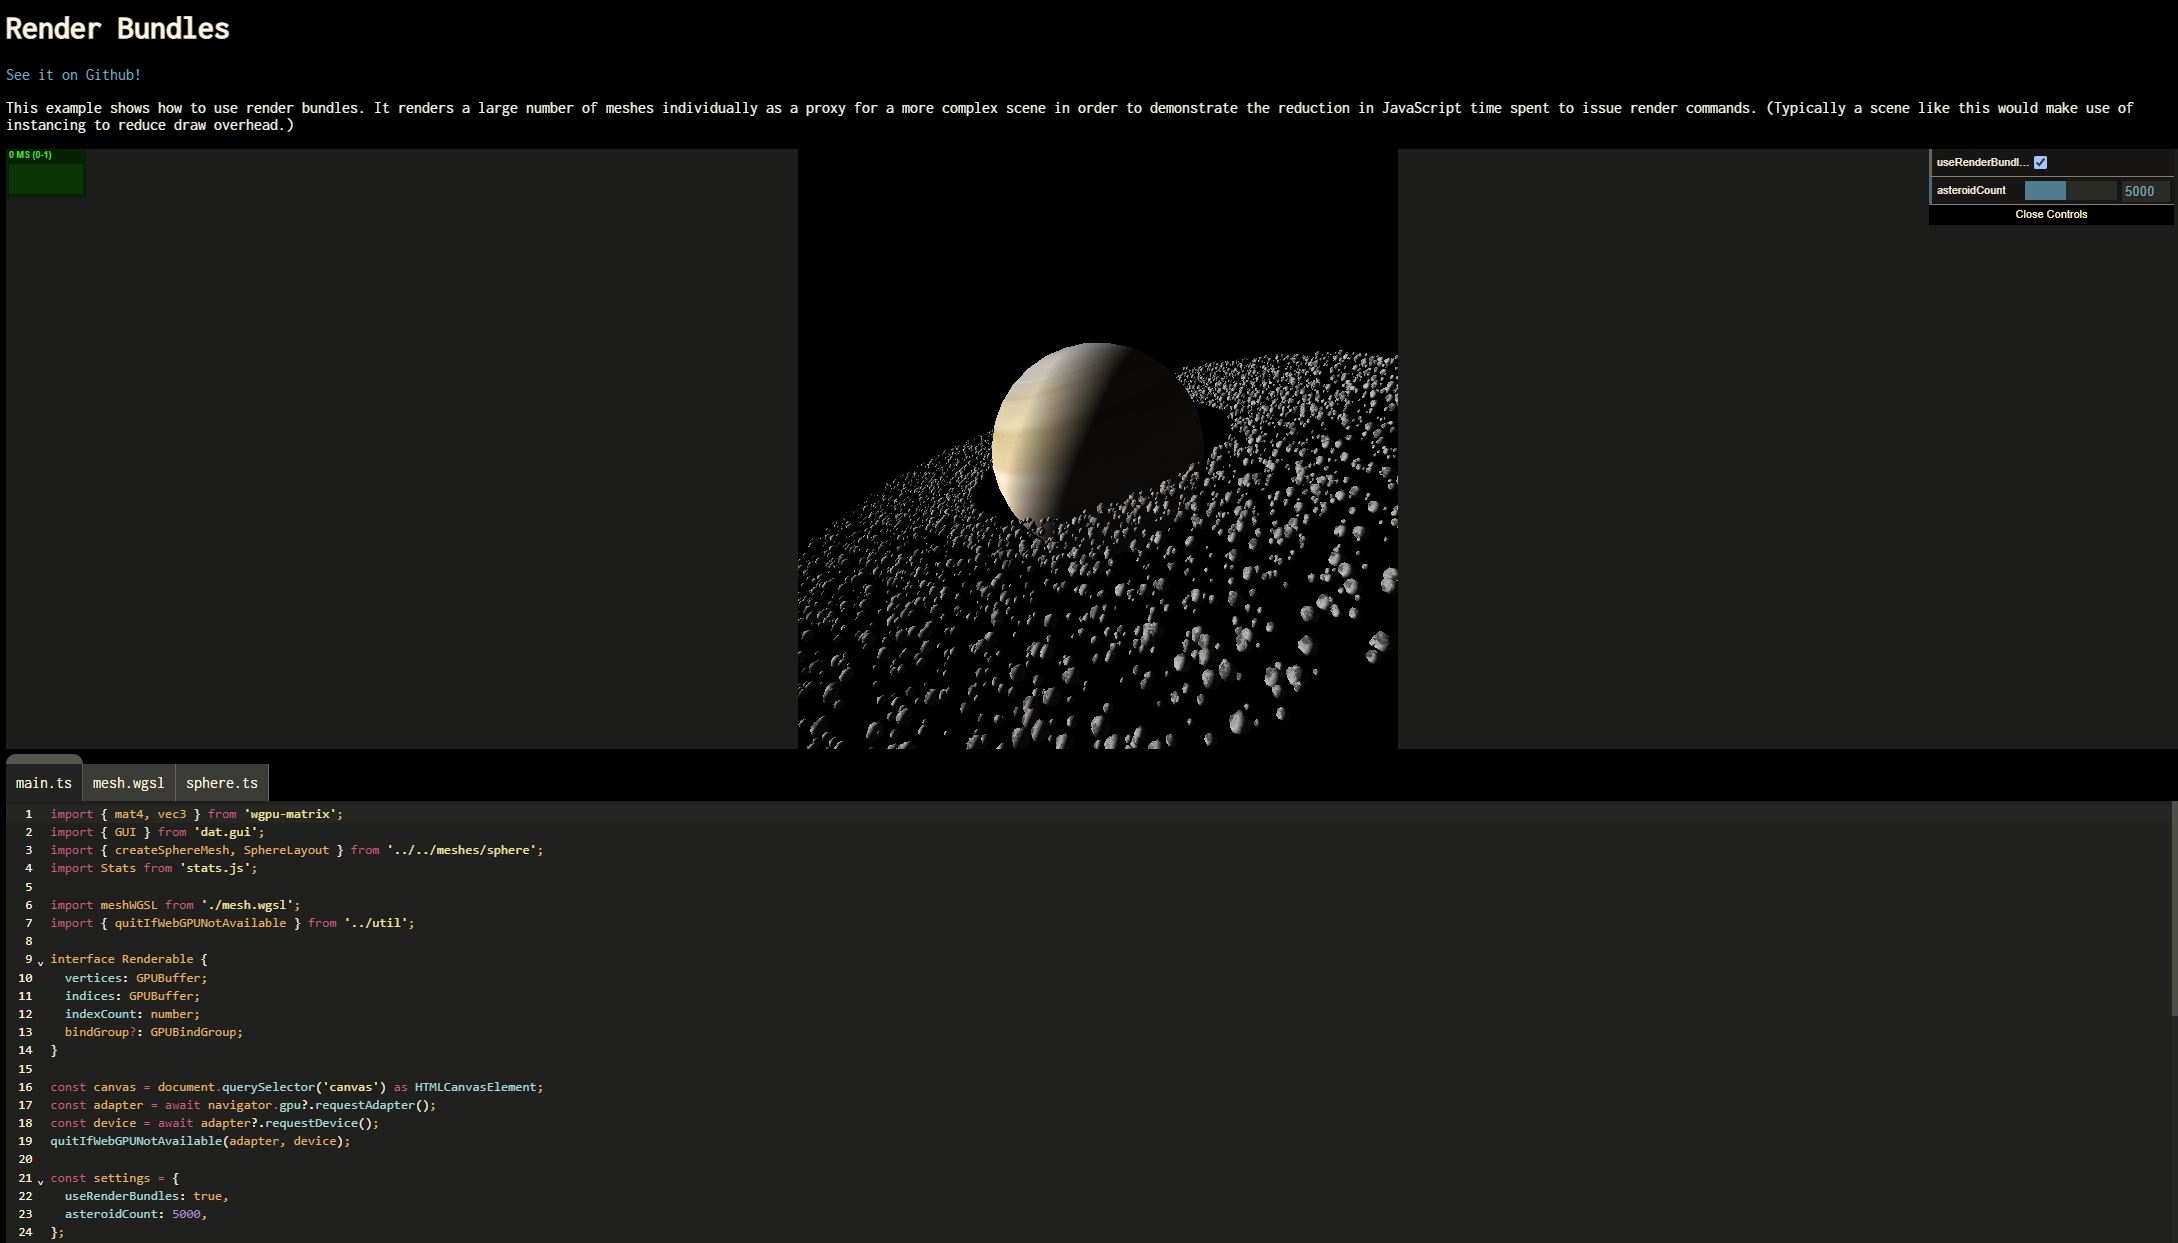 Render Bundles
See it on Github!
This example shows how to use render bundles. It renders a large number of meshes individually as a proxy for a more complex scene in order to demonstrate the reduction in JavaScript time spent to issue render commands. (Typically a scene like this would make use of
instancing to reduce draw overhead.)
0 MS (0-1)
useRenderBundl...
asteroidCount 5000
Close Controls
main.ts mesh.wgsl sphere.ts
1 import { mat4, vec3 } from 'wgpu-matrix';
2 import { GUI } from 'dat.gui';
3 import { createSphereMesh, SphereLayout } from '../../meshes/sphere';
4 import Stats from 'stats.js';
5
6 import meshWGSL from './mesh.wgsl';
7 import { quitIfWebGPUNotAvailable } from '../util';
8
9 interface Renderable {
10 vertices: GPUBuffer;
11 indices: GPUBuffer;
12 indexCount: number;
13 bindGroup?: GPUBindGroup;
14 }
15
16 const canvas = document.querySelector('canvas') as HTMLCanvasElement;
17 const adapter = await navigator.gpu?.requestAdapter();
18 const device = await adapter?.requestDevice();
19 quitIfWebGPUNotAvailable(adapter, device);
20
21 const settings = {
22 useRenderBundles: true,
23 asteroidCount: 5000,
24 };